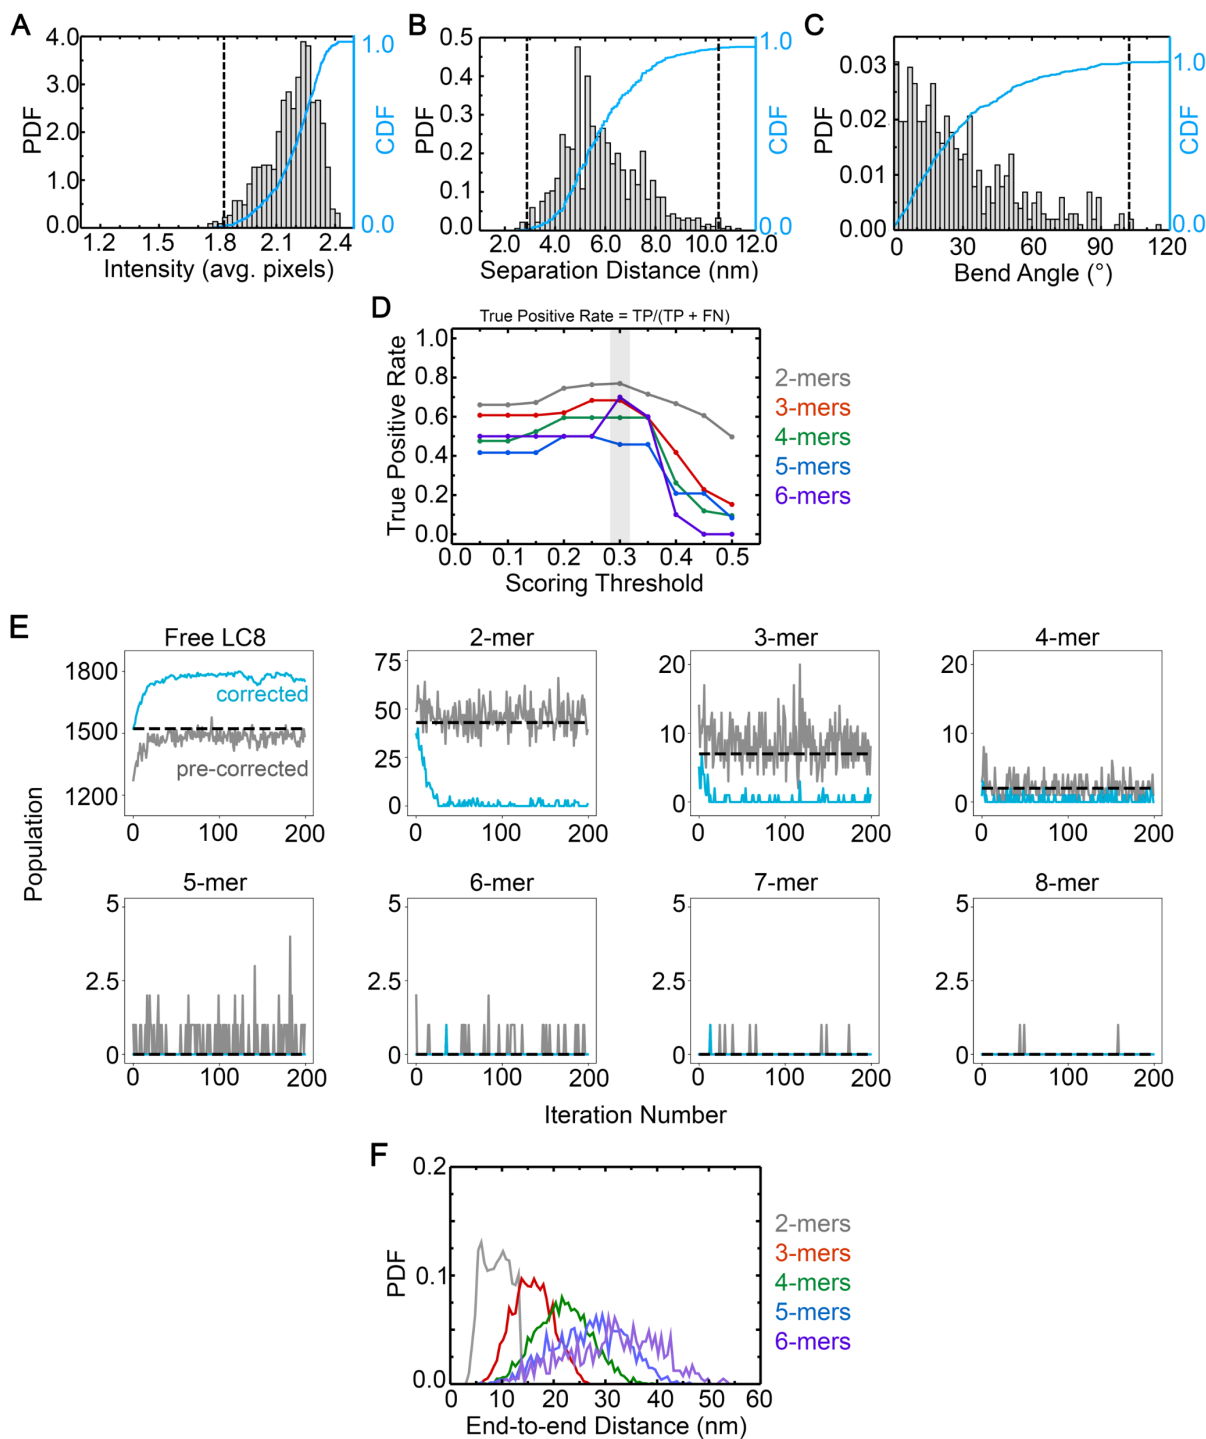 A
PDF
4.0
3.0
2.0
1.0
0.0
1.2
1.5
1.8
2.1
2.4
Intensity (avg. pixels)
1.0
CDF
0.0
B
PDF
0.5
0.4
0.3
0.2
0.1
0.0
2.0
4.0
6.0
8.0
10.0
12.0
Separation Distance (nm)
1.0
CDF
0.0
C
PDF
0.03
0.02
0.01
0.00
0
30
60
90
120
Bend Angle (°)
1.0
CDF
0.0
D
True Positive Rate = TP/(TP + FN)
True Positive Rate
1.0
0.8
0.6
0.4
0.2
0.0
0.0
0.1
0.2
0.3
0.4
0.5
Scoring Threshold
2-mers
3-mers
4-mers
5-mers
6-mers
E
Population
Free LC8
1800
1500
1200
corrected
pre-corrected
0
100
200
2-mer
75
50
25
0
0
100
200
3-mer
20
10
0
0
100
200
4-mer
20
10
0
0
100
200
5-mer
5
2.5
0
0
100
200
6-mer
5
2.5
0
0
100
200
7-mer
5
2.5
0
0
100
200
8-mer
5
2.5
0
0
100
200
Iteration Number
F
PDF
0.2
0.1
0.0
0
10
20
30
40
50
60
End-to-end Distance (nm)
2-mers
3-mers
4-mers
5-mers
6-mers